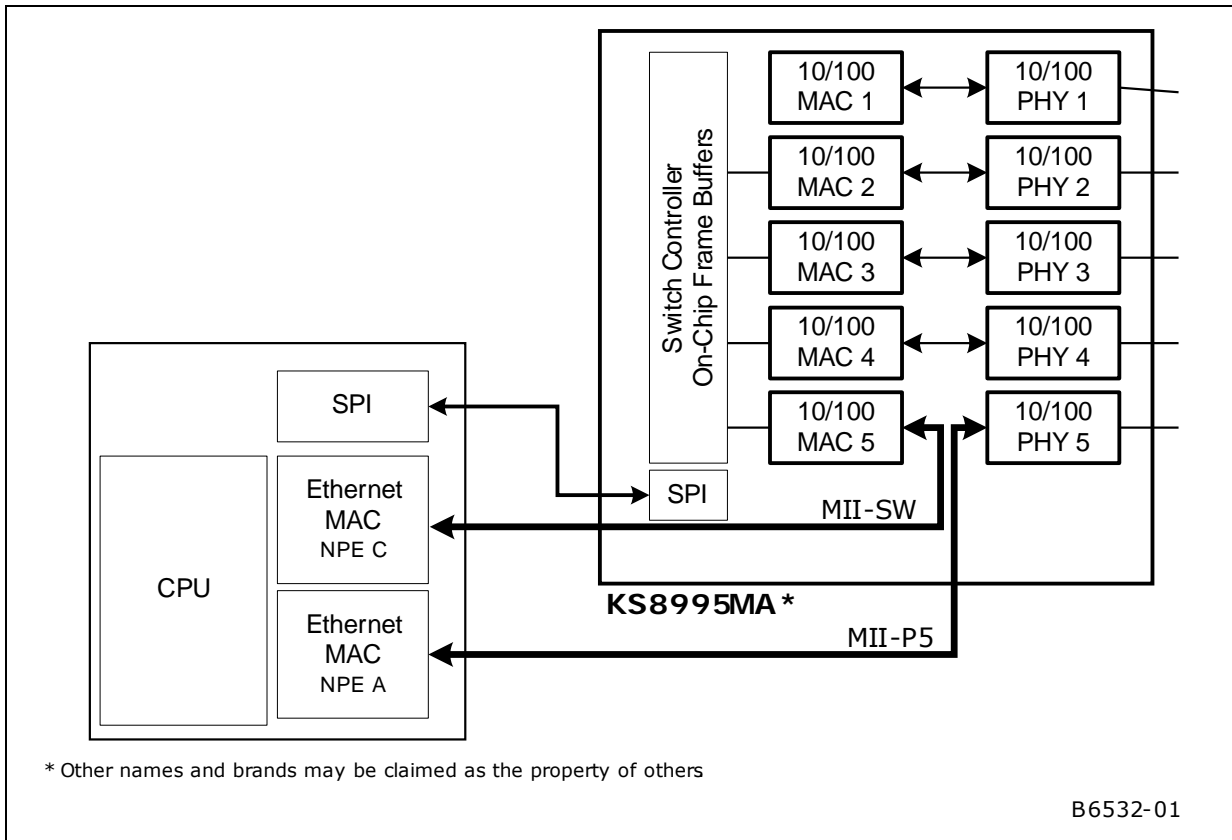 10/100
MAC 1
10/100
PHY 1
10/100
MAC 2
10/100
PHY 2
10/100
MAC 3
10/100
PHY 3
10/100
MAC 4
10/100
PHY 4
10/100
MAC 5
10/100
PHY 5
Switch Controller
On-Chip Frame Buffers
SPI
MII-SW
KS8995MA*
MII-P5
SPI
Ethernet
MAC
NPE C
CPU
Ethernet
MAC
NPE A
* Other names and brands may be claimed as the property of others
B6532-01